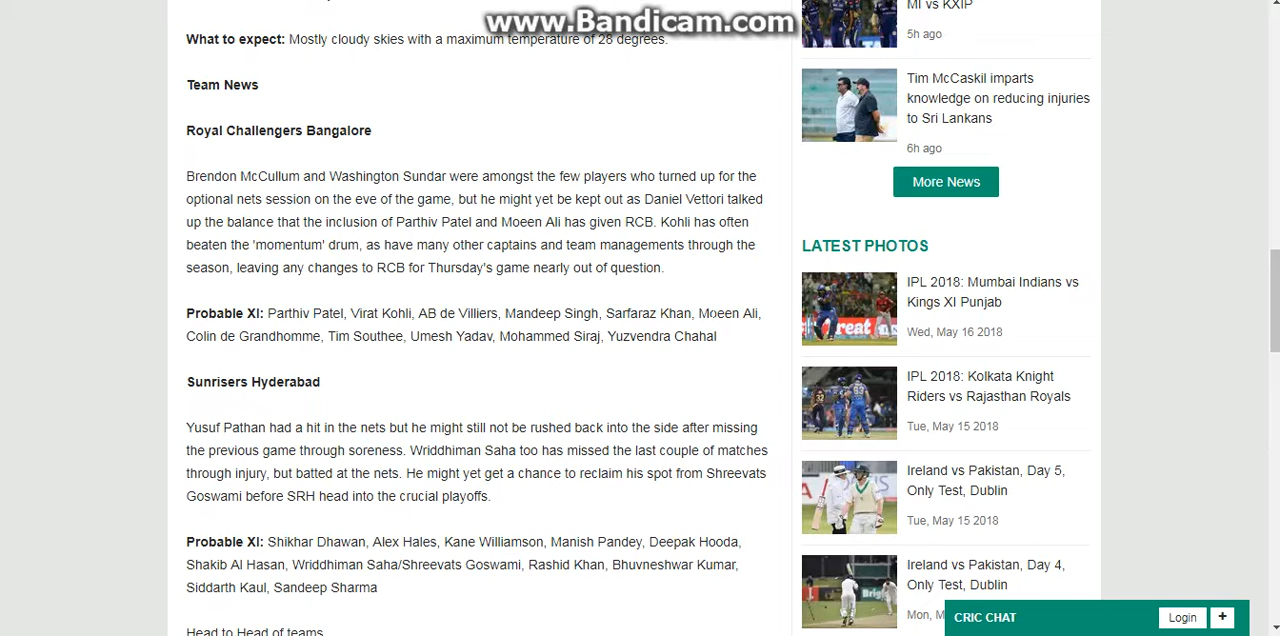 www.Bandicam.com
What to expect: Mostly cloudy skies with a maximum temperature of 28 degrees.
Team News
Royal Challengers Bangalore
Brendon McCullum and Washington Sundar were amongst the few players who turned up for the
optional nets session on the eve of the game, but he might yet be kept out as Daniel Vettori talked
up the balance that the inclusion of Parthiv Patel and Moeen Ali has given RCB. Kohli has often
beaten the 'momentum' drum, as have many other captains and team managements through the
season, leaving any changes to RCB for Thursday's game nearly out of question.
Probable XI: Parthiv Patel, Virat Kohli, AB de Villiers, Mandeep Singh, Sarfaraz Khan, Moeen Ali,
Colin de Grandhomme, Tim Southee, Umesh Yadav, Mohammed Siraj, Yuzvendra Chahal
Sunrisers Hyderabad
Yusuf Pathan had a hit in the nets but he might still not be rushed back into the side after missing
the previous game through soreness. Wriddhiman Saha too has missed the last couple of matches
through injury, but batted at the nets. He might yet get a chance to reclaim his spot from Shreevats
Goswami before SRH head into the crucial playoffs.
Probable XI: Shikhar Dhawan, Alex Hales, Kane Williamson, Manish Pandey, Deepak Hooda,
Shakib Al Hasan, Wriddhiman Saha/Shreevats Goswami, Rashid Khan, Bhuvneshwar Kumar,
Siddarth Kaul, Sandeep Sharma
Head to Head of teams
MI vs KXIP
5h ago
Tim McCaskil imparts
knowledge on reducing injuries
to Sri Lankans
6h ago
More News
LATEST PHOTOS
IPL 2018: Mumbai Indians vs
Kings XI Punjab
Wed, May 16 2018
IPL 2018: Kolkata Knight
Riders vs Rajasthan Royals
Tue, May 15 2018
Ireland vs Pakistan, Day 5,
Only Test, Dublin
Tue, May 15 2018
Ireland vs Pakistan, Day 4,
Only Test, Dublin
Mon, M
CRIC CHAT
Login
+